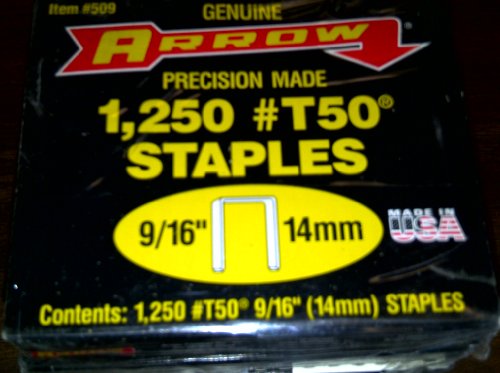 Item #509
GENUINE
ARROW®
PRECISION MADE
1,250 #T50®
STAPLES
9/16" 14mm
MADE IN
USA
Contents: 1,250 #T50® 9/16" (14mm) STAPLES